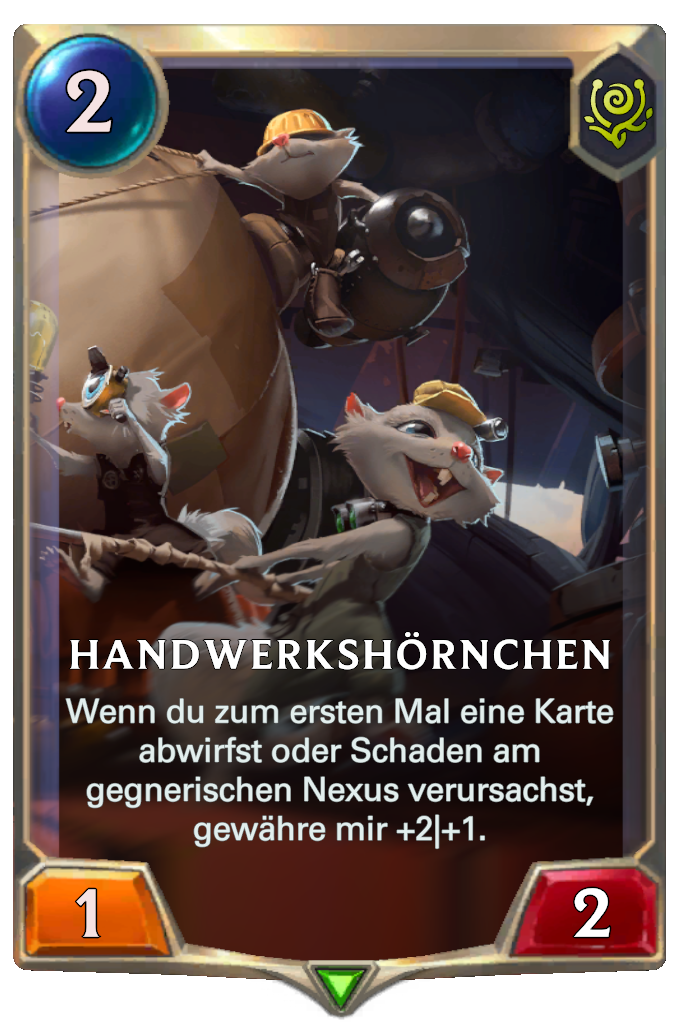 2
HANDWERKSHÖRNCHEN
Wenn du zum ersten Mal eine Karte
abwirfst oder Schaden am
gegnerischen Nexus verursachst,
gewähre mir +2|+1.
1
2